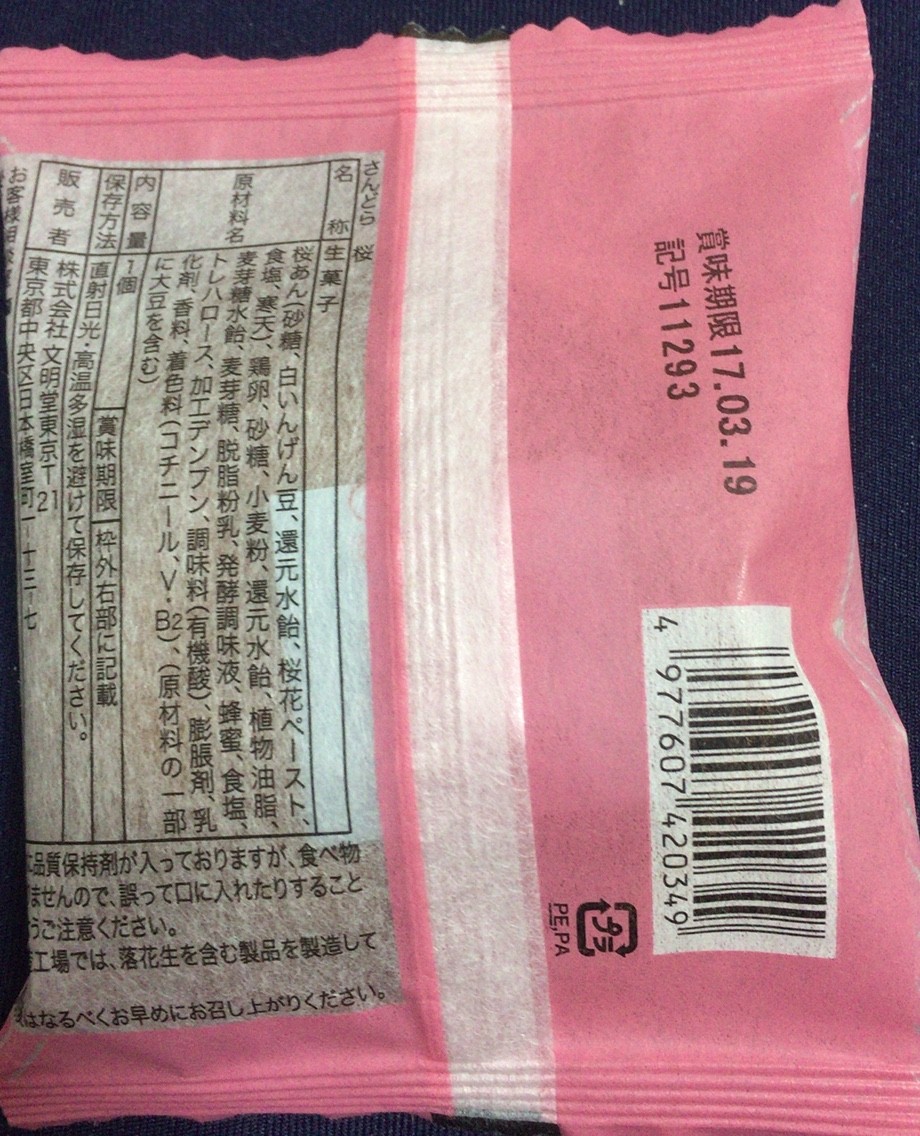 さんどら 桜
名称 生菓子
原材料名 桜あん(砂糖、白いんげん豆、還元水飴、桜花ペースト、
食塩、寒天)、鶏卵、砂糖、小麦粉、還元水飴、植物油脂、
麦芽糖水飴、麦芽糖、脱脂粉乳、発酵調味液、蜂蜜、食塩、
トレハロース、加工デンプン、調味料(有機酸)、膨脹剤、乳
化剤、香料、着色料(コチニール、V.B2)、(原材料の一部
に大豆を含む)
内容量 1個 賞味期限 枠外右部に記載
保存方法 直射日光・高温多湿を避けて保存してください。
販売者 株式会社 文明堂東京T1
2
東京都中央区日本橋室町一-十三-七
お客様相
品質保持剤が入っておりますが、食べ物
ませんので、誤って口に入れたりすること
うご注意ください。
工場では、落花生を含む製品を製造して
はなるべくお早めにお召し上がりください。
賞味期限17.03.19
記号11293
4 977607 420349
プラ
PE,PA